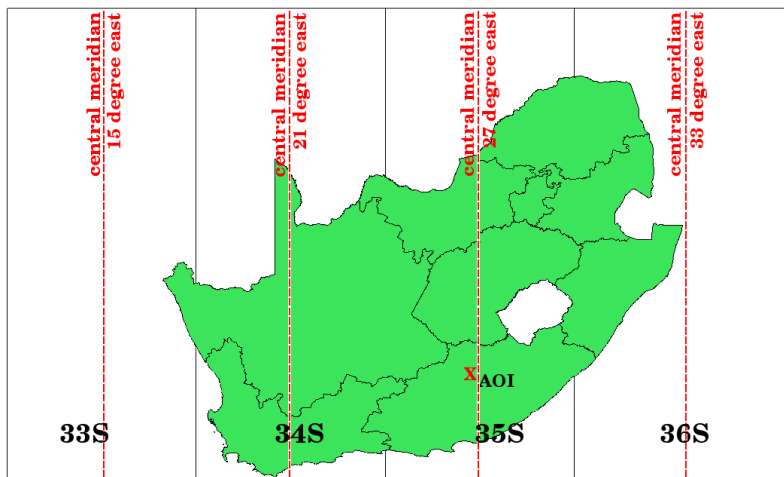 central meridian
15 degree east
central meridian
21 degree east
central meridian
27 degree east
central meridian
33 degree east
X
AOI
33S
34S
35S
36S